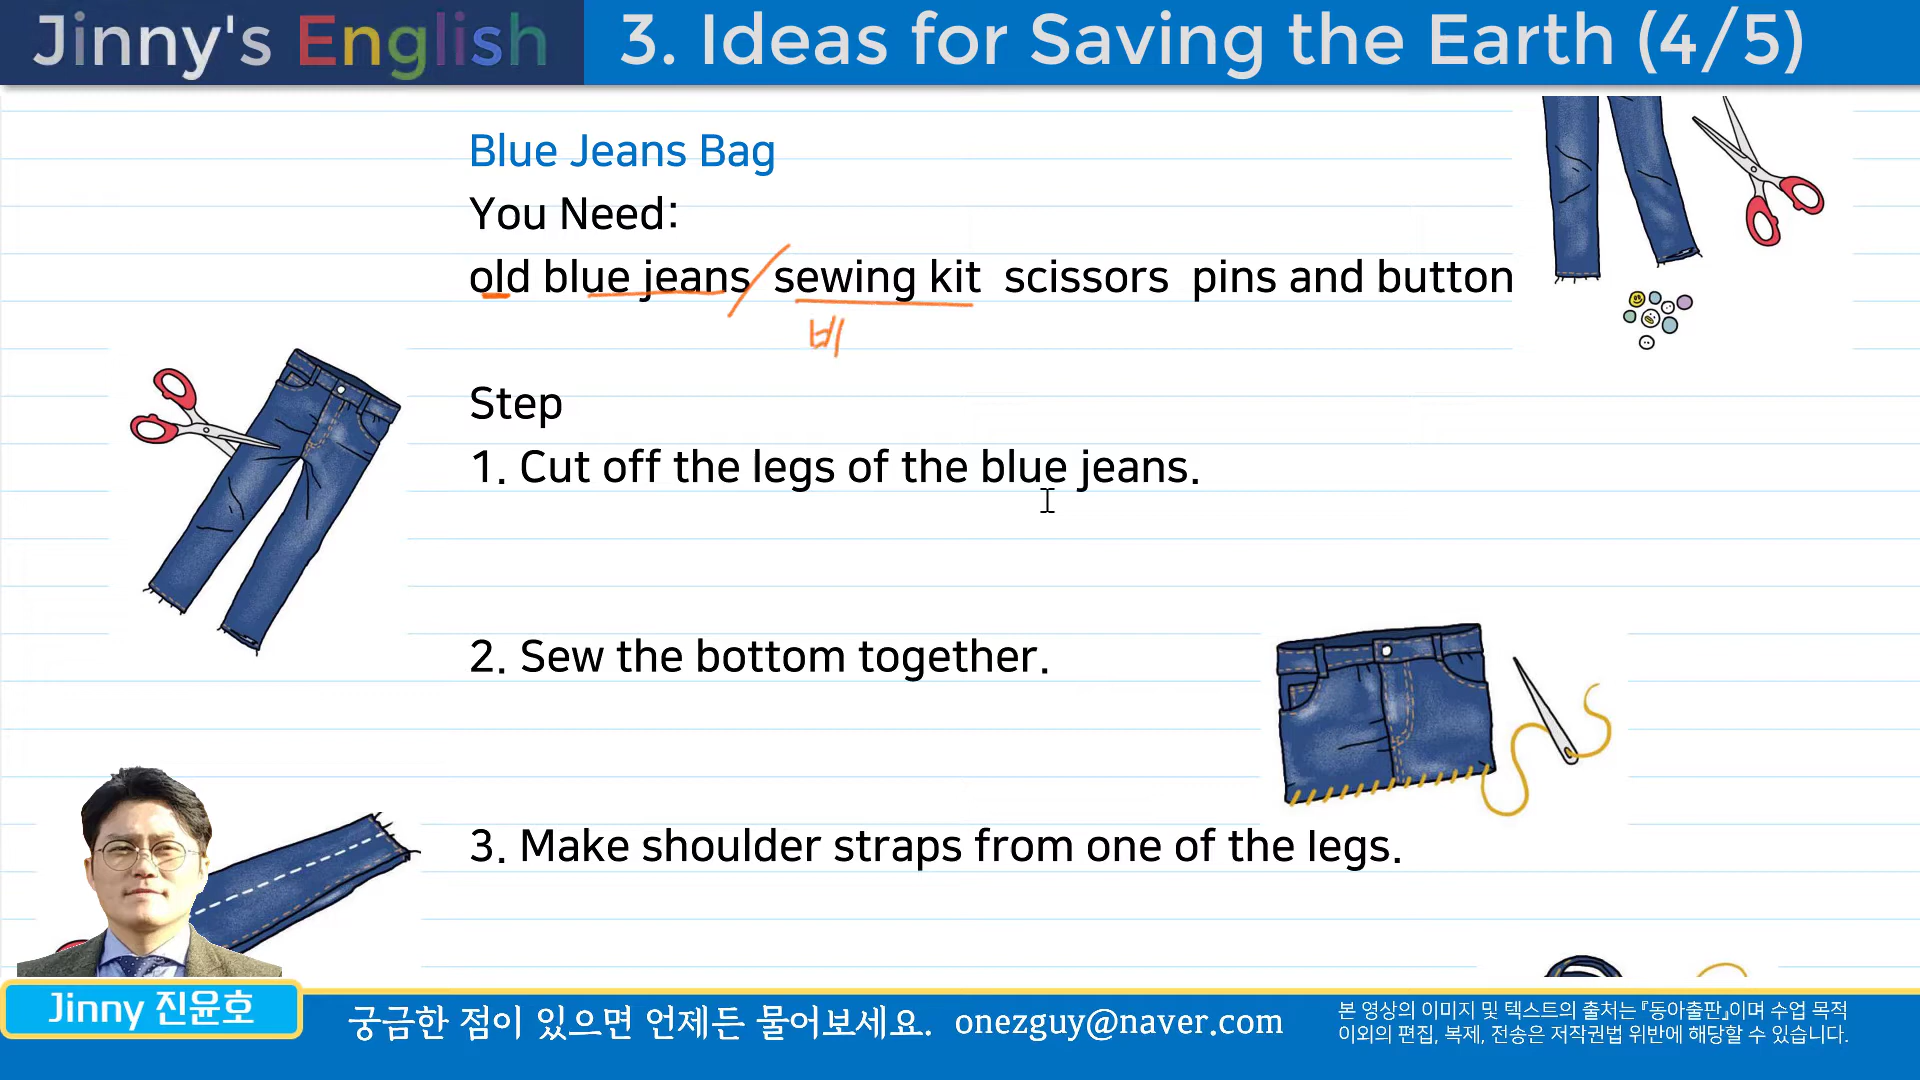 Jinny's English
3. Ideas for Saving the Earth (4/5)
Blue Jeans Bag
You Need:
old blue jeans / sewing kit scissors pins and button
비
Step
1. Cut off the legs of the blue jeans.
2. Sew the bottom together.
3. Make shoulder straps from one of the legs.
Jinny 진윤호
궁금한 점이 있으면 언제든 물어보세요. onezguy@naver.com
본 영상의 이미지 및 텍스트의 출처는 『동아출판』이며 수업 목적
이외의 편집, 복제, 전송은 저작권법 위반에 해당할 수 있습니다.